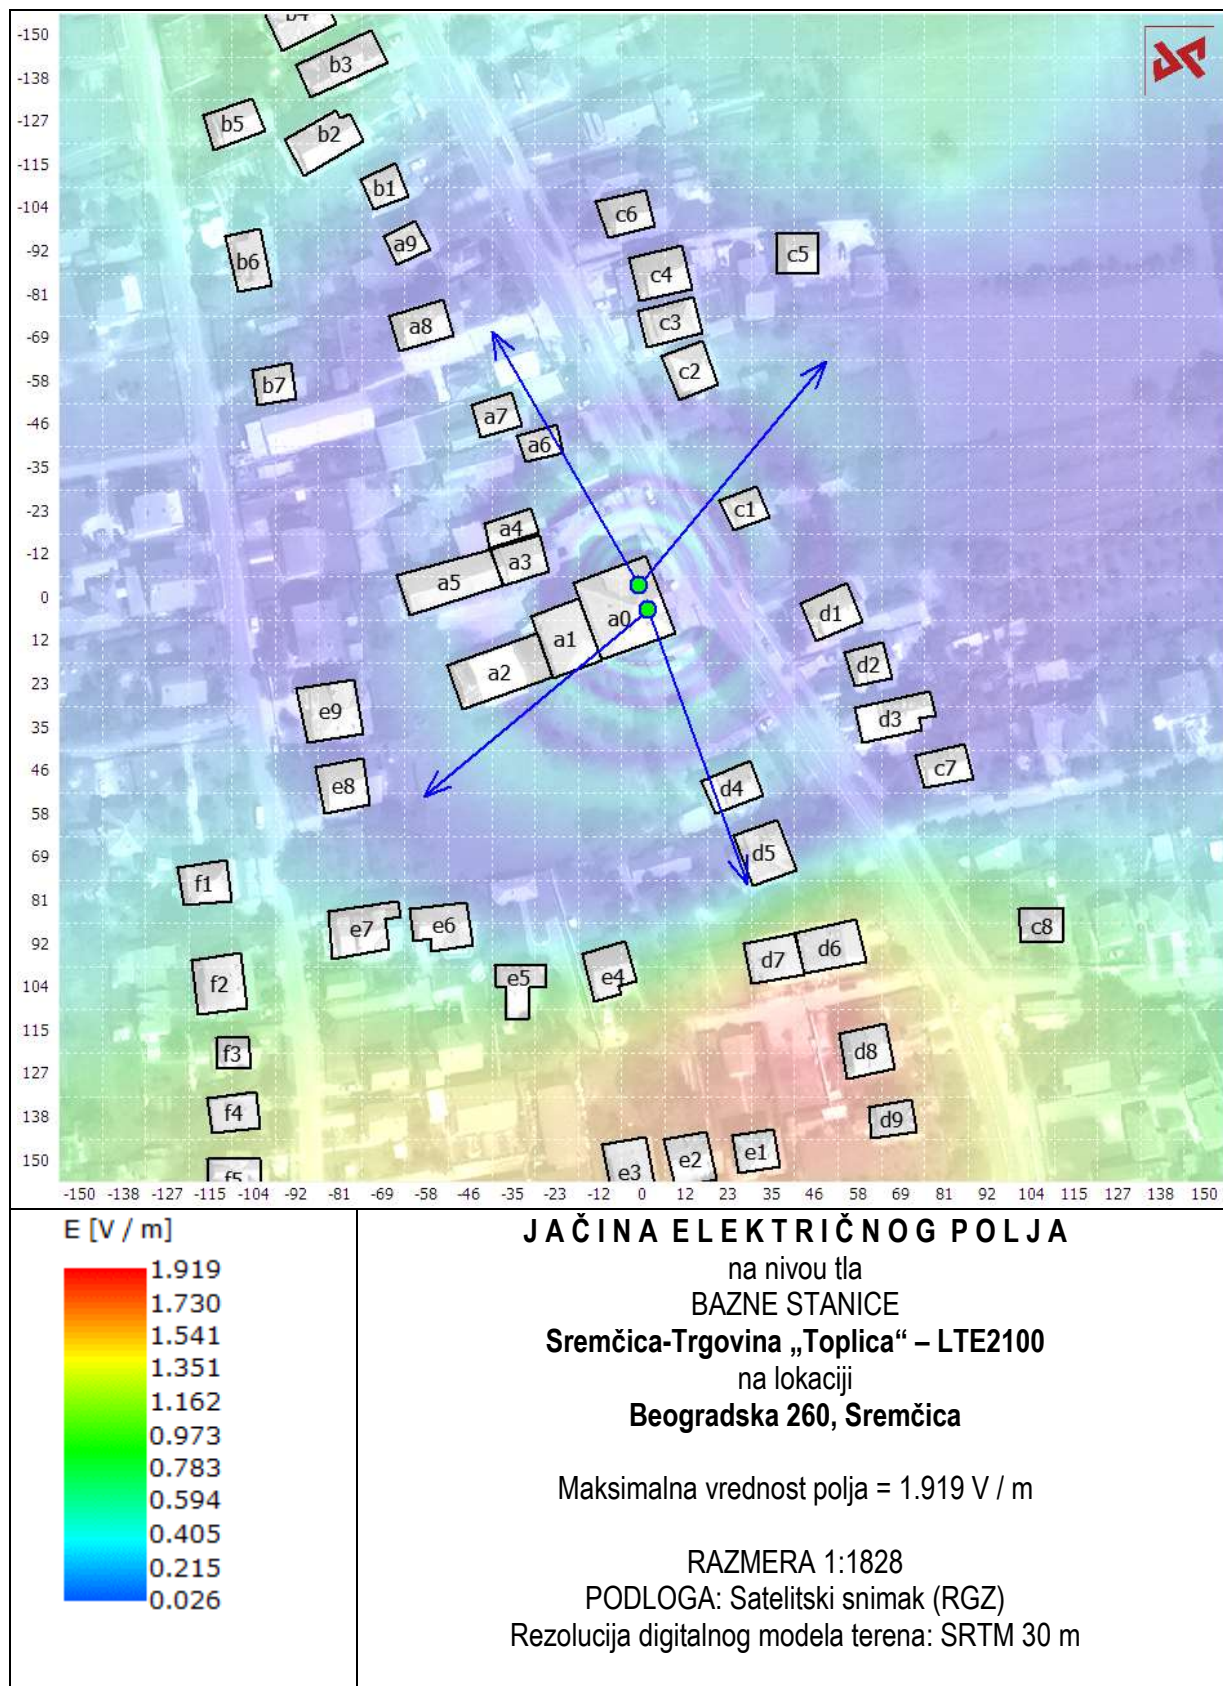 -150
-138
-127
-115
-104
-92
-81
-69
-58
-46
-35
-23
-12
0
12
23
35
46
58
69
81
92
104
115
127
138
150
b4
b3
b5
b2
b1
a9
b6
a8
b7
a7
a6
c6
c4
c5
c3
c2
c1
a4
a3
a5
a0
a1
a2
d1
d2
d3
c7
e9
e8
d4
d5
f1
e7
e6
c8
d6
d7
e4
e5
f2
f3
d8
f4
d9
e1
e2
e3
f5
-150 -138 -127 -115 -104 -92 -81 -69 -58 -46 -35 -23 -12 0 12 23 35 46 58 69 81 92 104 115 127 138 150
E [V / m]
1.919
1.730
1.541
1.351
1.162
0.973
0.783
0.594
0.405
0.215
0.026
JAČINA ELEKTRIČNOG POLJA
na nivou tla
BAZNE STANICE
Sremčica-Trgovina „Toplica“ – LTE2100
na lokaciji
Beogradska 260, Sremčica
Maksimalna vrednost polja = 1.919 V / m
RAZMERA 1:1828
PODLOGA: Satelitski snimak (RGZ)
Rezolucija digitalnog modela terena: SRTM 30 m